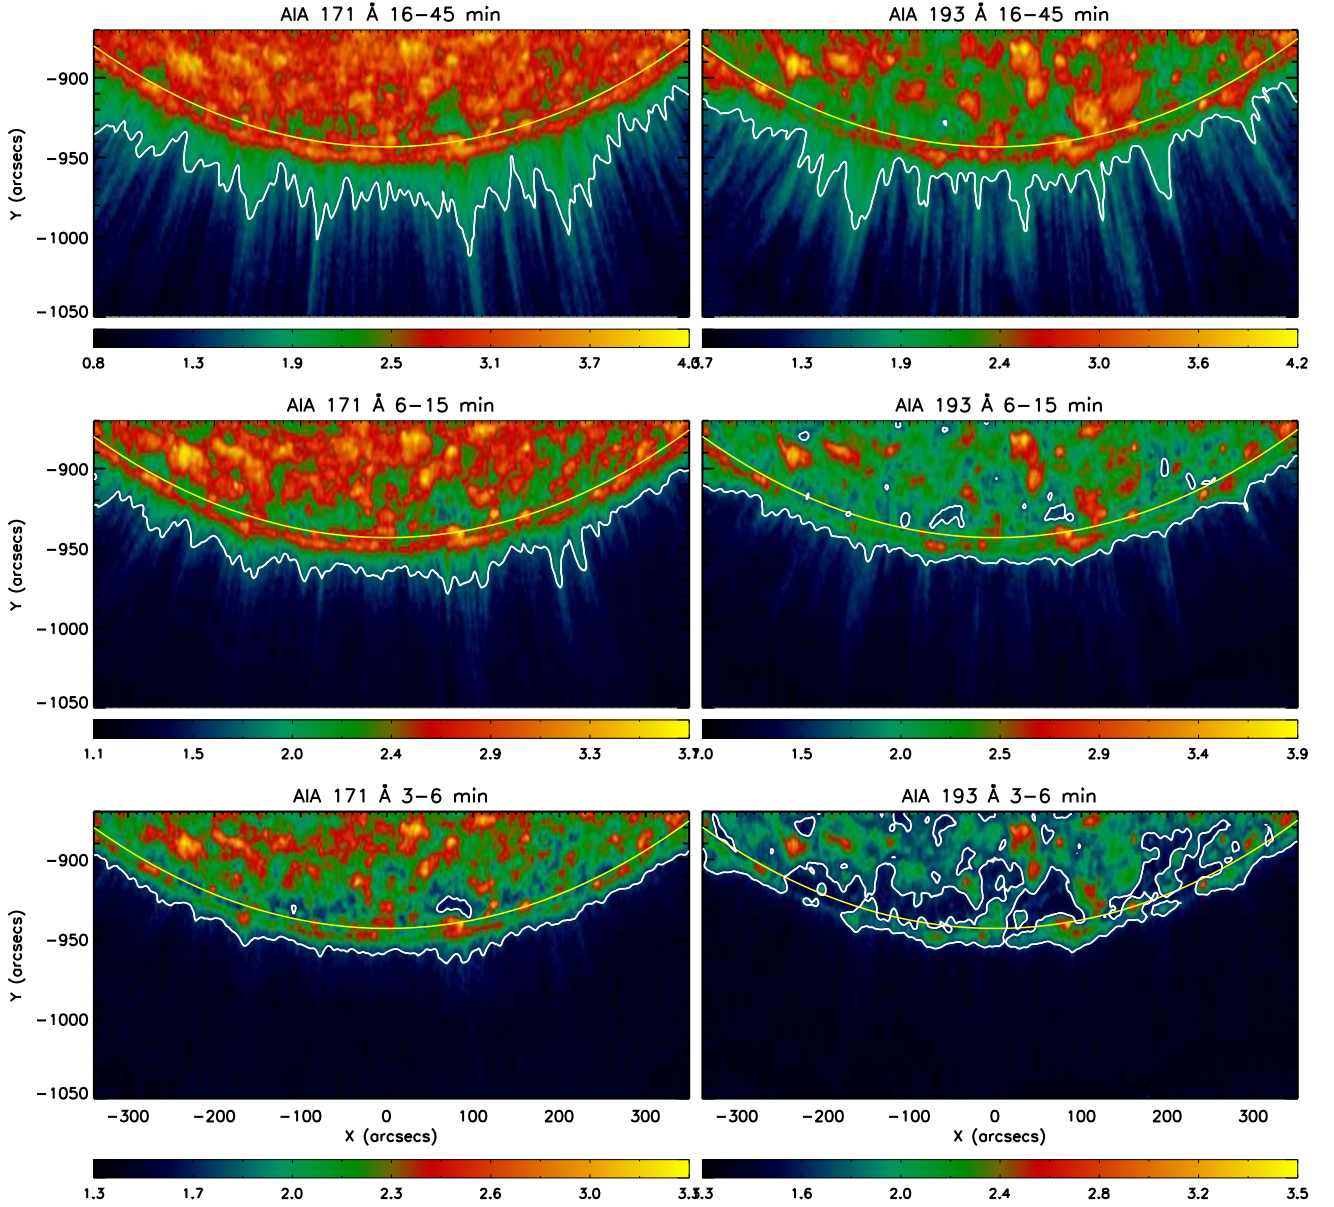 AIA 171 Å 16−45 min
AIA 193 Å 16−45 min
−900
−950
−1000
−1050
Y (arcsecs)
0.8 1.3 1.9 2.5 3.1 3.7
1.3 1.9 2.4 3.0 3.6 4.2
AIA 171 Å 6−15 min
AIA 193 Å 6−15 min
−900
−950
−1000
−1050
Y (arcsecs)
1.1 1.5 2.0 2.4 2.9 3.3
1.5 2.0 2.5 2.9 3.4 3.9
AIA 171 Å 3−6 min
AIA 193 Å 3−6 min
−900
−950
−1000
−1050
Y (arcsecs)
−300 −200 −100 0 100 200 300
−300 −200 −100 0 100 200 300
X (arcsecs)
X (arcsecs)
1.3 1.7 2.0 2.3 2.6 3.0
1.6 2.0 2.4 2.8 3.2 3.5